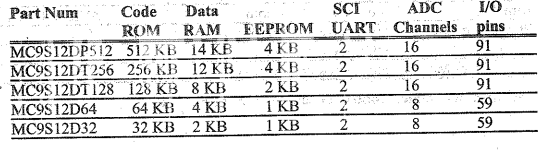 Part Num Code ROM Data RAM EEPROM SCI UART ADC Channels I/O pins
MC9S12DP512 512 KB 14 KB 4 KB 2 16 91
MC9S12DT256 256 KB 12 KB 4 KB 2 16 91
MC9S12DT128 128 KB 8 KB 2 KB 2 16 91
MC9S12D64 64 KB 4 KB 1 KB 2 8 59
MC9S12D32 32 KB 2 KB 1 KB 2 8 59